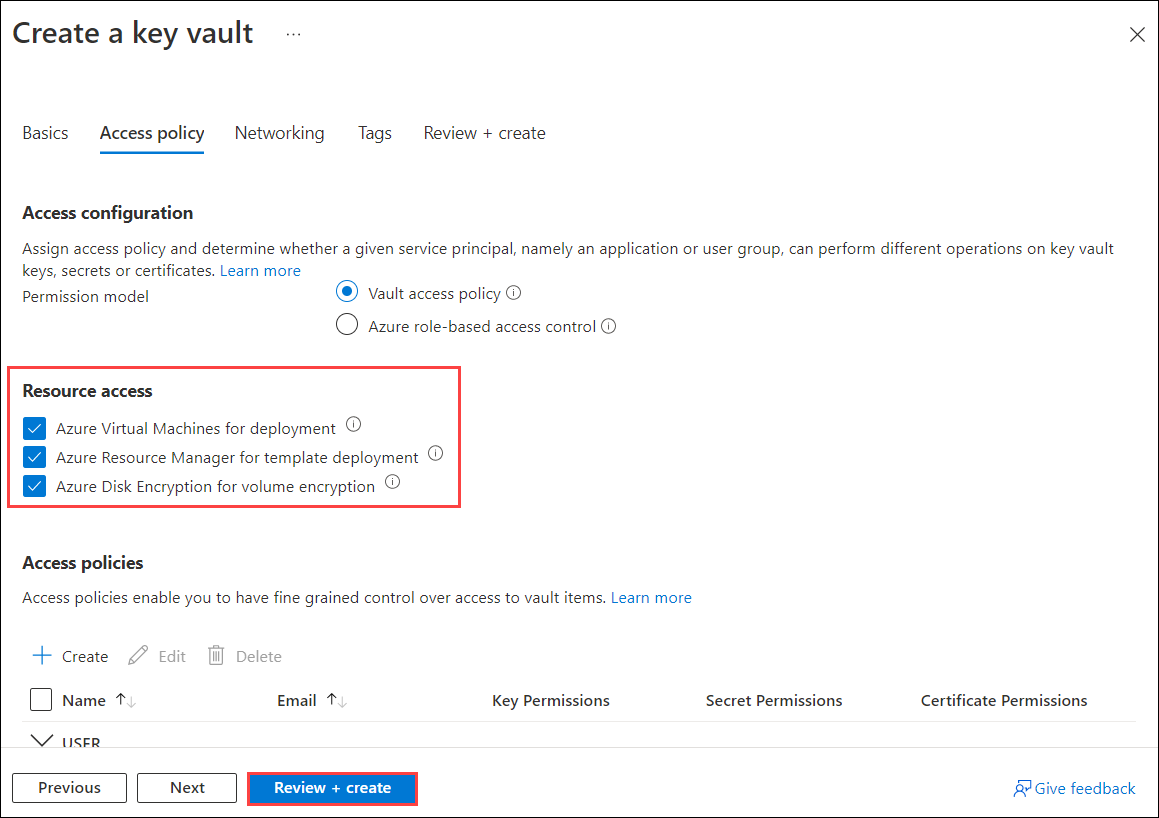 Create a key vault ...
Basics Access policy Networking Tags Review + create
Access configuration
Assign access policy and determine whether a given service principal, namely an application or user group, can perform different operations on key vault
keys, secrets or certificates. Learn more
Permission model
Vault access policy
Azure role-based access control
Resource access
Azure Virtual Machines for deployment
Azure Resource Manager for template deployment
Azure Disk Encryption for volume encryption
Access policies
Access policies enable you to have fine grained control over access to vault items. Learn more
Create Edit Delete
Name Email Key Permissions Secret Permissions Certificate Permissions
USER
Previous Next Review + create Give feedback